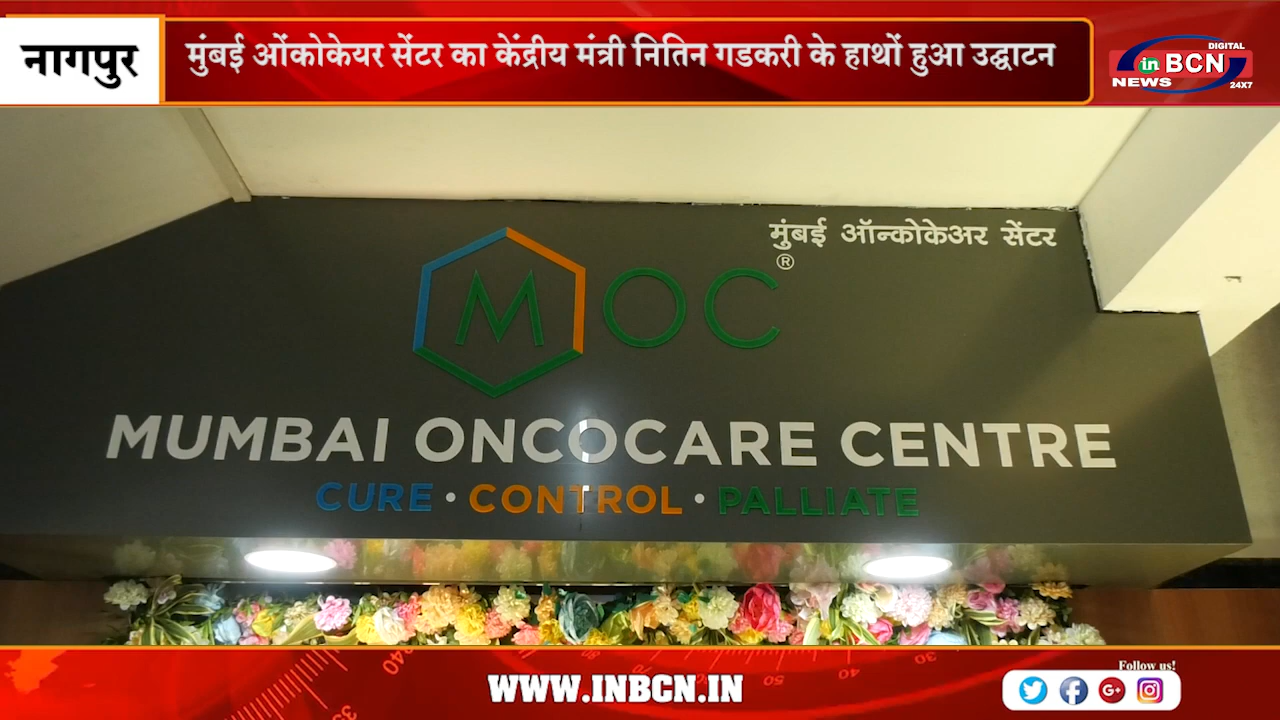 नागपुर
मुंबई ओंकोकेयर सेंटर का केंद्रीय मंत्री नितिन गडकरी के हाथों हुआ उद्घाटन
DIGITAL
in BCN
NEWS
24X7
मुंबई ऑन्कोकेअर सेंटर
MOC®
MUMBAI ONCOCARE CENTRE
CURE • CONTROL • PALLIATE
WWW.INBCN.IN
Follow us!